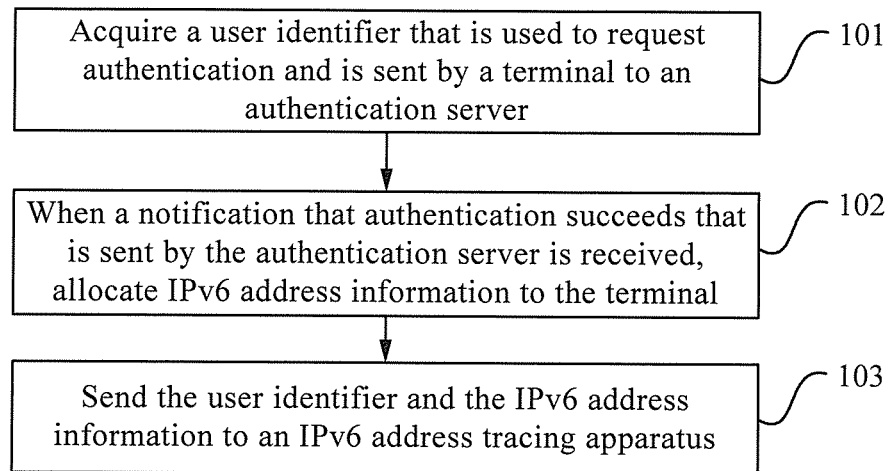 Acquire a user identifier that is used to request
authentication and is sent by a terminal to an
authentication server
101
When a notification that authentication succeeds that
is sent by the authentication server is received,
allocate IPv6 address information to the terminal
102
Send the user identifier and the IPv6 address
information to an IPv6 address tracing apparatus
103